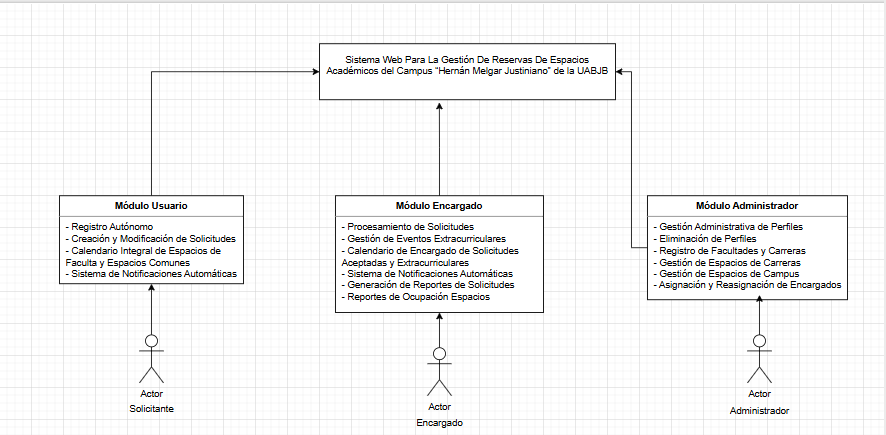 Sistema Web Para La Gestión De Reservas De Espacios
Académicos del Campus "Hernán Melgar Justiniano" de la UABJB
Módulo Usuario
- Registro Autónomo
- Creación y Modificación de Solicitudes
- Calendario Integral de Espacios de
Faculta y Espacios Comunes
- Sistema de Notificaciones Automáticas
Módulo Encargado
- Procesamiento de Solicitudes
- Gestión de Eventos Extracurriculares
- Calendario de Encargado de Solicitudes
Aceptadas y Extracurriculares
- Sistema de Notificaciones Automáticas
- Generación de Reportes de Solicitudes
- Reportes de Ocupación Espacios
Módulo Administrador
- Gestión Administrativa de Perfiles
- Eliminación de Perfiles
- Registro de Facultades y Carreras
- Gestión de Espacios de Carreras
- Gestión de Espacios de Campus
- Asignación y Reasignación de Encargados
Actor
Solicitante
Actor
Encargado
Actor
Administrador